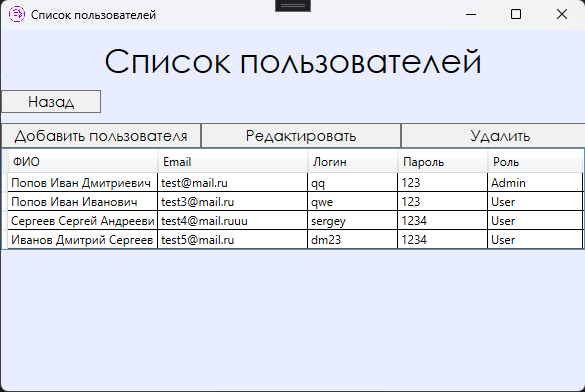 Список пользователей
Список пользователей
Назад
Добавить пользователя Редактировать Удалить
ФИО Email Логин Пароль Роль
Попов Иван Дмитриевич test@mail.ru qq 123 Admin
Попов Иван Иванович test3@mail.ru qwe 123 User
Сергеев Сергей Андрееви test4@mail.ruuu sergey 1234 User
Иванов Дмитрий Сергеев test5@mail.ru dm23 1234 User